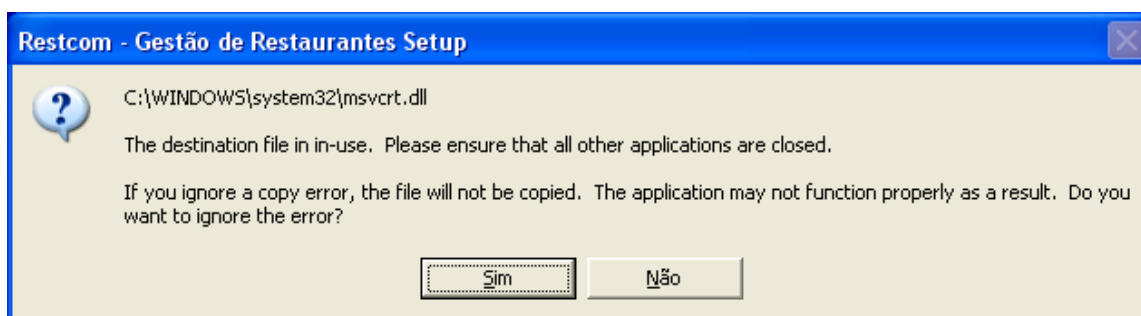 Restcom - Gestão de Restaurantes Setup
C:\WINDOWS\system32\msvcrt.dll
The destination file in in-use. Please ensure that all other applications are closed.
If you ignore a copy error, the file will not be copied. The application may not function properly as a result. Do you
want to ignore the error?
Sim
Não